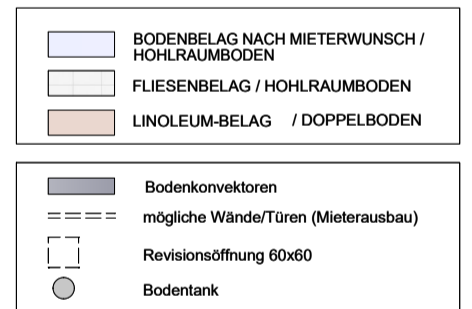 BODENBELAG NACH MIETERWUNSCH /
HOHLRAUMBODEN
FLIESENBELAG / HOHLRAUMBODEN
LINOLEUM-BELAG / DOPPELBODEN
Bodenkonvektoren
mögliche Wände/Türen (Mieterausbau)
Revisionsöffnung 60x60
Bodentank